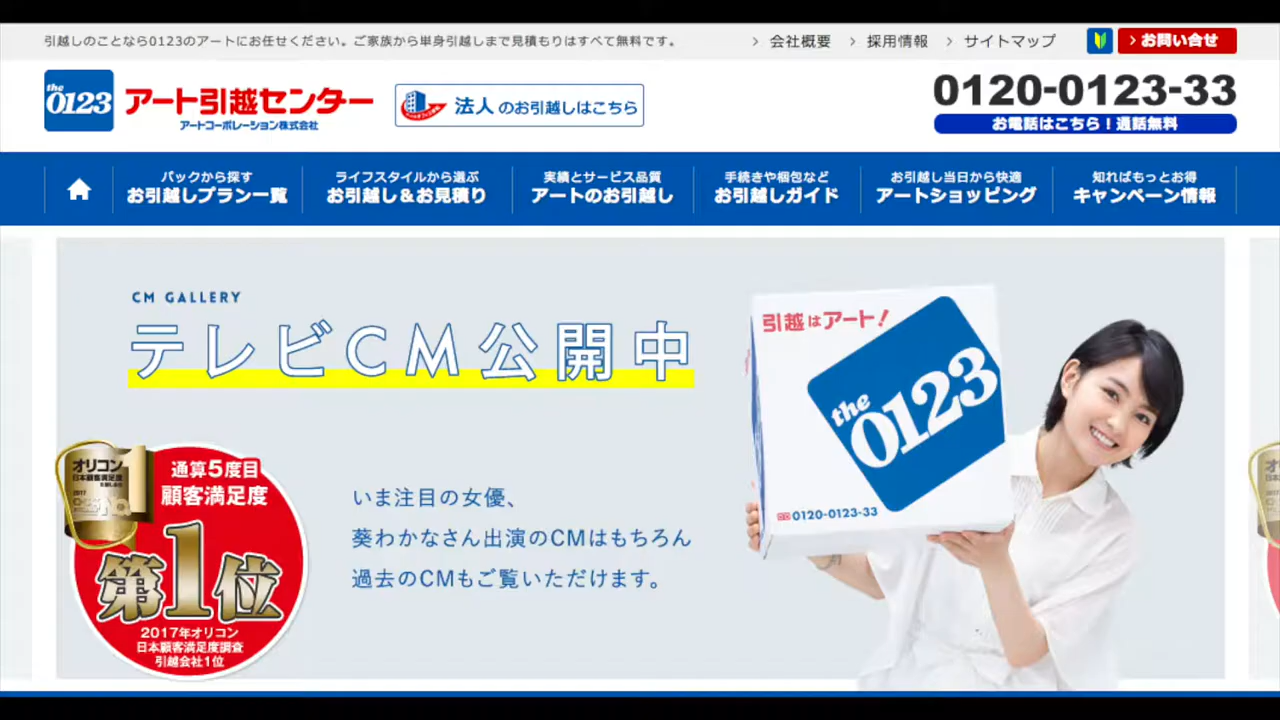 引越しのことなら0123のアートにお任せください。ご家族から単身引越しまで見積もりはすべて無料です。
会社概要
採用情報
サイトマップ
お問い合せ
the 0123
アート引越センター
アートコーポレーション株式会社
法人のお引越しはこちら
0120-0123-33
お電話はこちら！通話無料
パックから探す
お引越しプラン一覧
ライフスタイルから選ぶ
お引越し＆お見積り
実績とサービス品質
アートのお引越し
手続きや梱包など
お引越しガイド
お引越し当日から快適
アートショッピング
知ればもっとお得
キャンペーン情報
CM GALLERY
テレビCM公開中
引越はアート！
the
0123
0120-0123-33
いま注目の女優、
葵わかなさん出演のCMはもちろん
過去のCMもご覧いただけます。
オリコン
日本顧客満足度
2017
No.1
通算5度目
顧客満足度
第1位
2017年オリコン
日本顧客満足度調査
引越会社1位